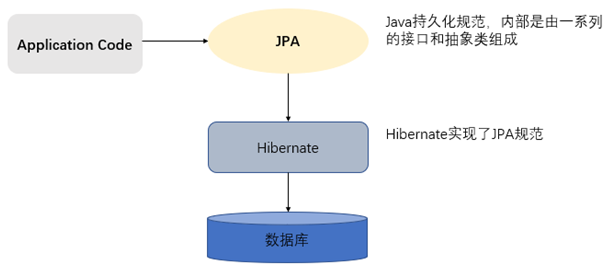 Application Code
JPA
Java持久化规范，内部是由一系列
的接口和抽象类组成
Hibernate
Hibernate实现了JPA规范
数据库